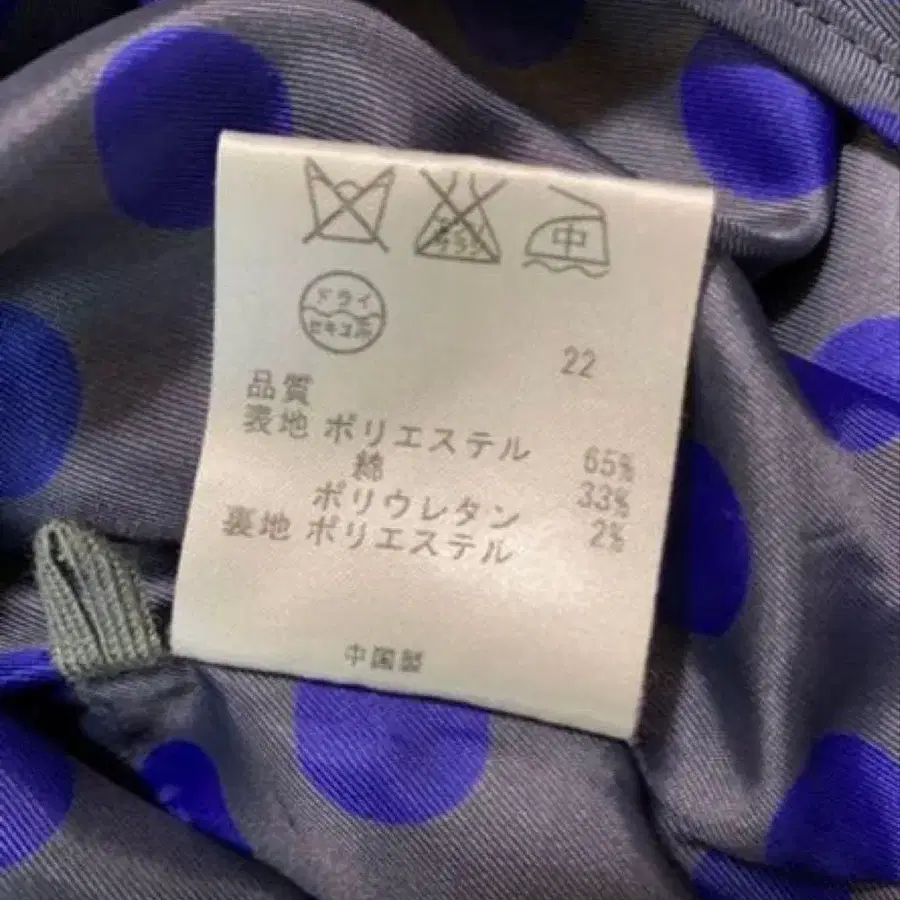 中
ドライ
セキユ系
22
品質
表地 ポリエステル 65%
綿 33%
ポリウレタン 2%
裏地 ポリエステル
中国製